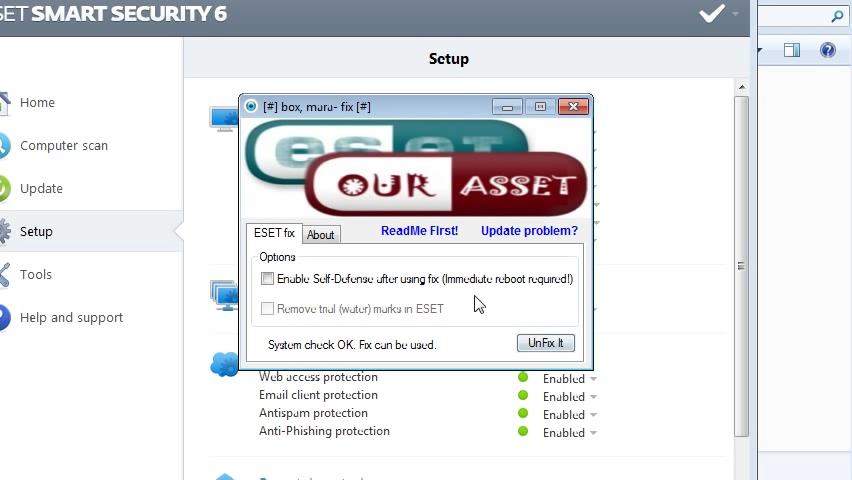 SET SMART SECURITY 6
Setup
Home
Computer scan
Update
Setup
Tools
Help and support
[#] box, mara- fix [#]
eseT
OUR ASSET
ESET fix
About
ReadMe First!
Update problem?
Options
Enable Self-Defense after using fix (Immediate reboot required!)
Remove trial (water) marks in ESET
System check OK. Fix can be used.
UnFix It
Web access protection Enabled
Email client protection Enabled
Antispam protection Enabled
Anti-Phishing protection Enabled